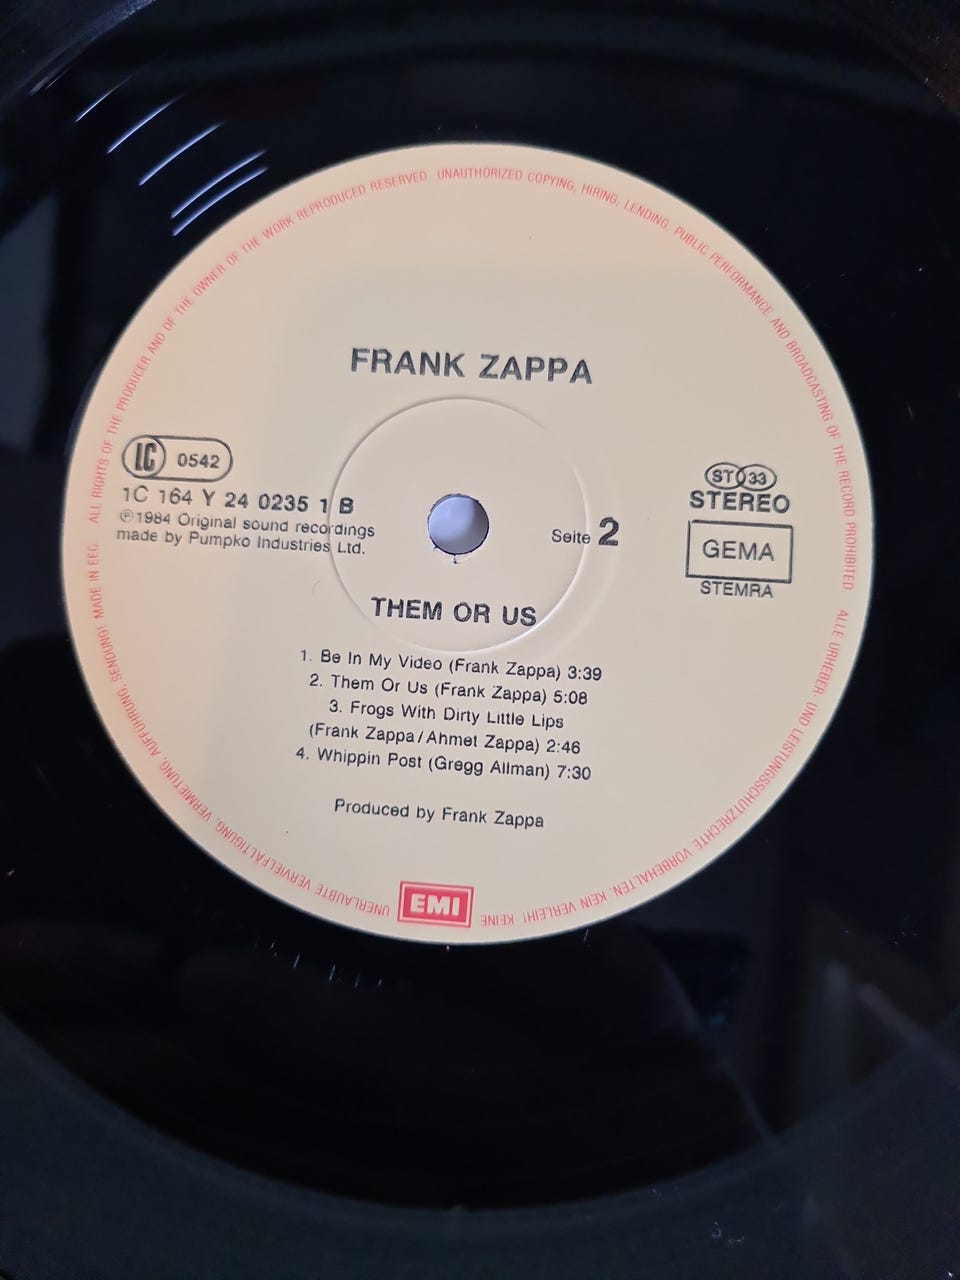 ALL RIGHTS OF THE PRODUCER AND OF THE OWNER OF THE WORK REPRODUCED RESERVED. UNAUTHORIZED COPYING, HIRING, LENDING, PUBLIC PERFORMANCE AND BROADCASTING OF THE RECORD PROHIBITED. ALLE URHEBER- UND LEISTUNGSSCHUTZRECHTE VORBEHALTEN. KEIN VERLEIH! KEINE UNERLAUBTE VERVIELFÄLTIGUNG, VERMIETUNG, AUFFÜHRUNG, SENDUNG! MADE IN EEC.
FRANK ZAPPA
LC 0542
1C 164 Y 24 0235 1 B
℗1984 Original sound recordings
made by Pumpko Industries Ltd.
Seite 2
ST 33
STEREO
GEMA
STEMRA
THEM OR US
1. Be In My Video (Frank Zappa) 3:39
2. Them Or Us (Frank Zappa) 5:08
3. Frogs With Dirty Little Lips
(Frank Zappa/Ahmet Zappa) 2:46
4. Whippin Post (Gregg Allman) 7:30
Produced by Frank Zappa
EMI